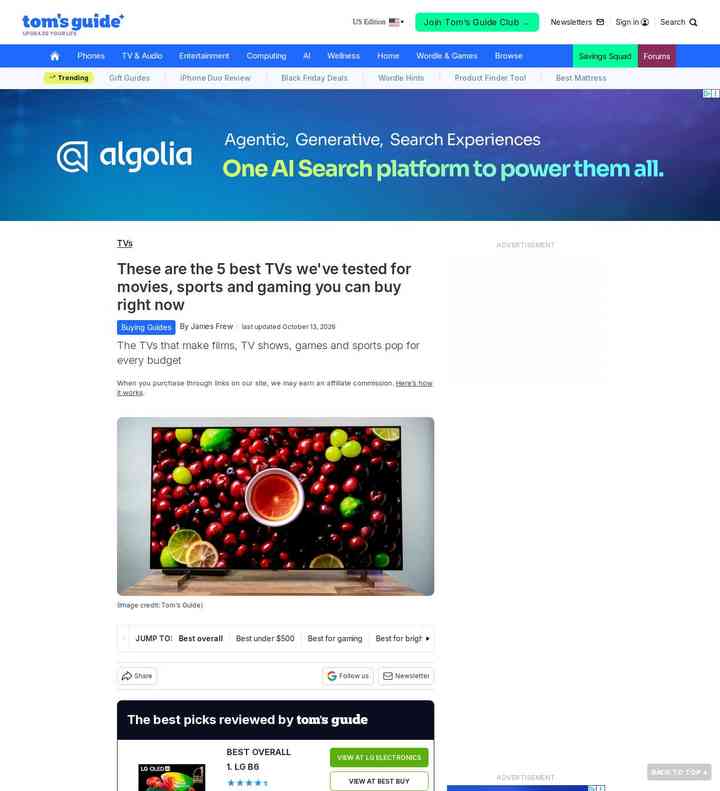 tom's guide
UPGRADE YOUR LIFE
US Edition
Join Tom's Guide Club →
Newsletters
Sign in
Search
Phones TV & Audio Entertainment Computing AI Wellness Home Wordle & Games Browse Savings Squad Forums
Trending Gift Guides iPhone Duo Review Black Friday Deals Wordle Hints Product Finder Tool Best Mattress
algolia
Agentic, Generative, Search Experiences
One AI Search platform to power them all.
TVs
ADVERTISEMENT
These are the 5 best TVs we've tested for
movies, sports and gaming you can buy
right now
Buying Guides By James Frew last updated October 13, 2026
The TVs that make films, TV shows, games and sports pop for
every budget
When you purchase through links on our site, we may earn an affiliate commission. Here's how
it works.
(Image credit: Tom's Guide)
JUMP TO: Best overall Best under $500 Best for gaming Best for brigh
Share
Follow us
Newsletter
The best picks reviewed by tom's guide
BEST OVERALL
1. LG B6
VIEW AT LG ELECTRONICS
VIEW AT BEST BUY
LG OLED
ADVERTISEMENT
BACK TO TOP